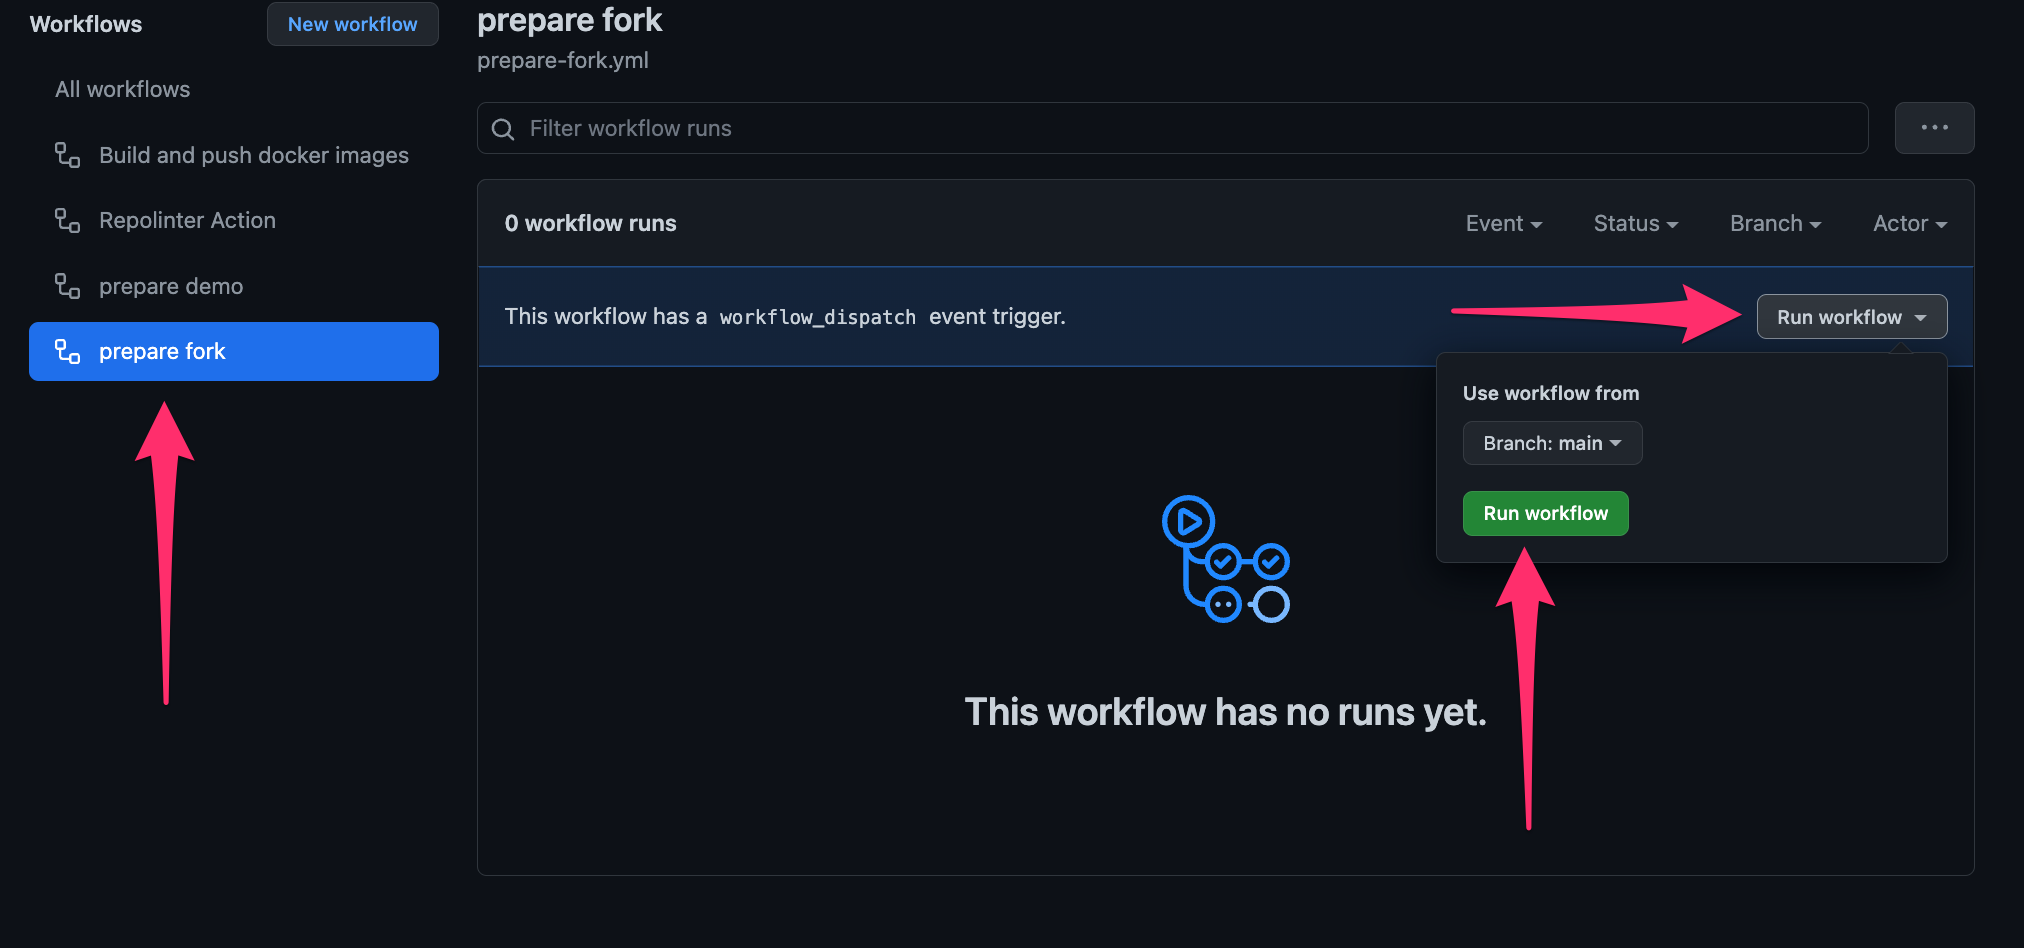 Workflows
New workflow
All workflows
Build and push docker images
Repolinter Action
prepare demo
prepare fork
prepare fork
prepare-fork.yml
Filter workflow runs
0 workflow runs
Event
Status
Branch
Actor
This workflow has a workflow_dispatch event trigger.
Run workflow
Use workflow from
Branch: main
Run workflow
This workflow has no runs yet.